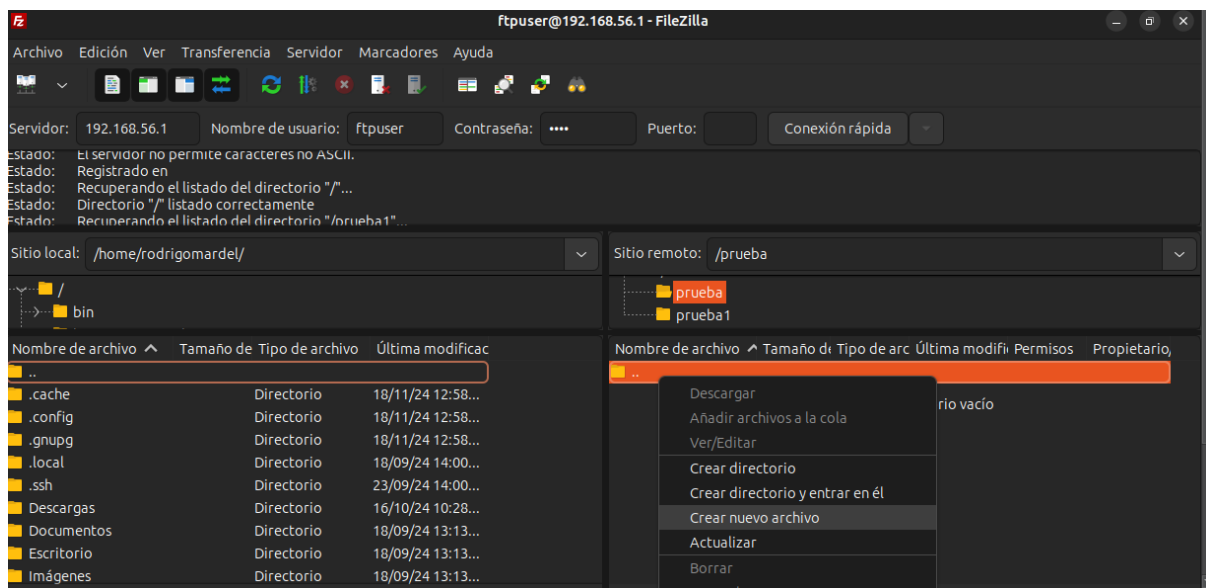 Fz
ftpuser@192.168.56.1 - FileZilla
Archivo Edición Ver Transferencia Servidor Marcadores Ayuda
Servidor: 192.168.56.1 Nombre de usuario: ftpuser Contraseña: •••• Puerto: Conexión rápida
Estado: El servidor no permite caracteres no ASCII.
Estado: Registrado en
Estado: Recuperando el listado del directorio "/"...
Estado: Directorio "/" listado correctamente
Estado: Recuperando el listado del directorio "/prueba1"...
Sitio local: /home/rodrigomardel/
/
bin
Nombre de archivo Tamaño de Tipo de archivo Última modificac
..
.cache Directorio 18/11/24 12:58...
.config Directorio 18/11/24 12:58...
.gnupg Directorio 18/11/24 12:58...
.local Directorio 18/09/24 14:00...
.ssh Directorio 23/09/24 14:00...
Descargas Directorio 16/10/24 10:28...
Documentos Directorio 18/09/24 13:13...
Escritorio Directorio 18/09/24 13:13...
Imágenes Directorio 18/09/24 13:13...
Sitio remoto: /prueba
prueba
prueba1
Nombre de archivo Tamaño de Tipo de arc Última modifi Permisos Propietario/
..
rio vacío
Descargar
Añadir archivos a la cola
Ver/Editar
Crear directorio
Crear directorio y entrar en él
Crear nuevo archivo
Actualizar
Borrar